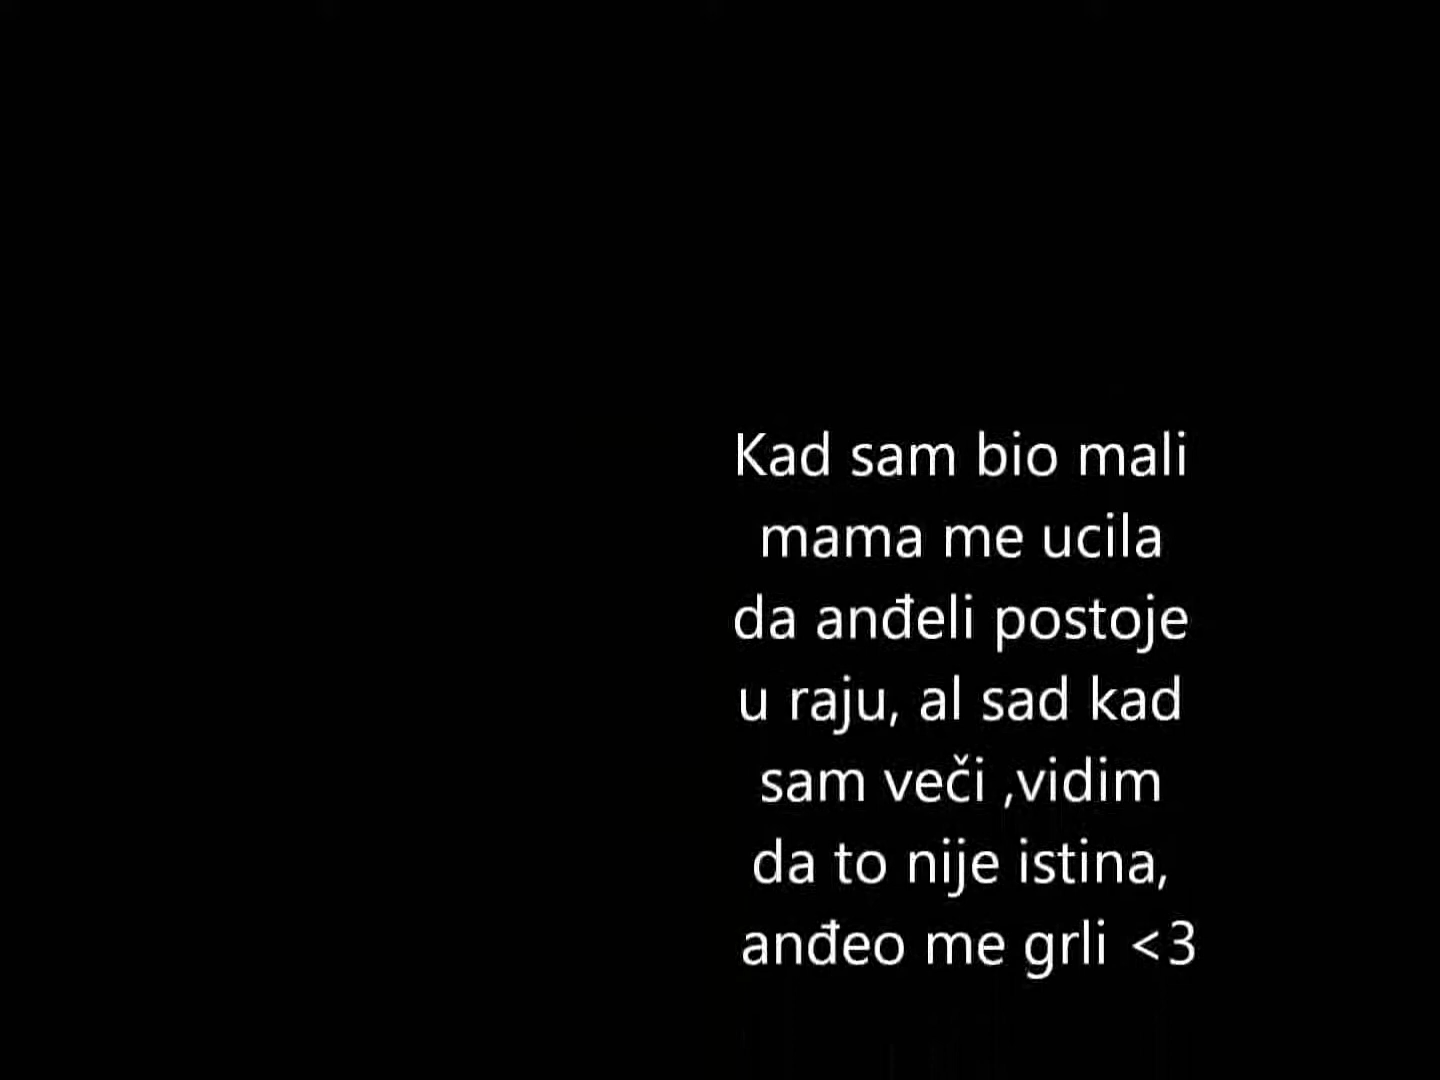 Kad sam bio mali
mama me ucila
da anđeli postoje
u raju, al sad kad
sam veči ,vidim
da to nije istina,
anđeo me grli <3